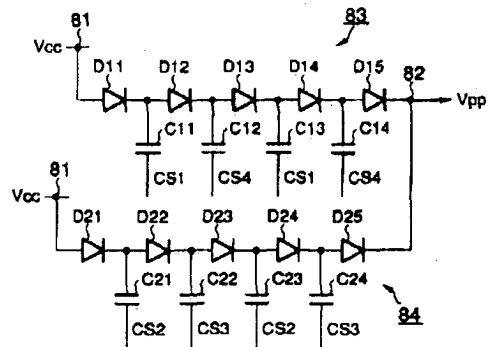 81 83
Vcc D11 D12 D13 D14 D15 82
Vpp
C11 C12 C13 C14
81 CS1 CS4 CS1 CS4
Vcc D21 D22 D23 D24 D25
C21 C22 C23 C24
84
CS2 CS3 CS2 CS3